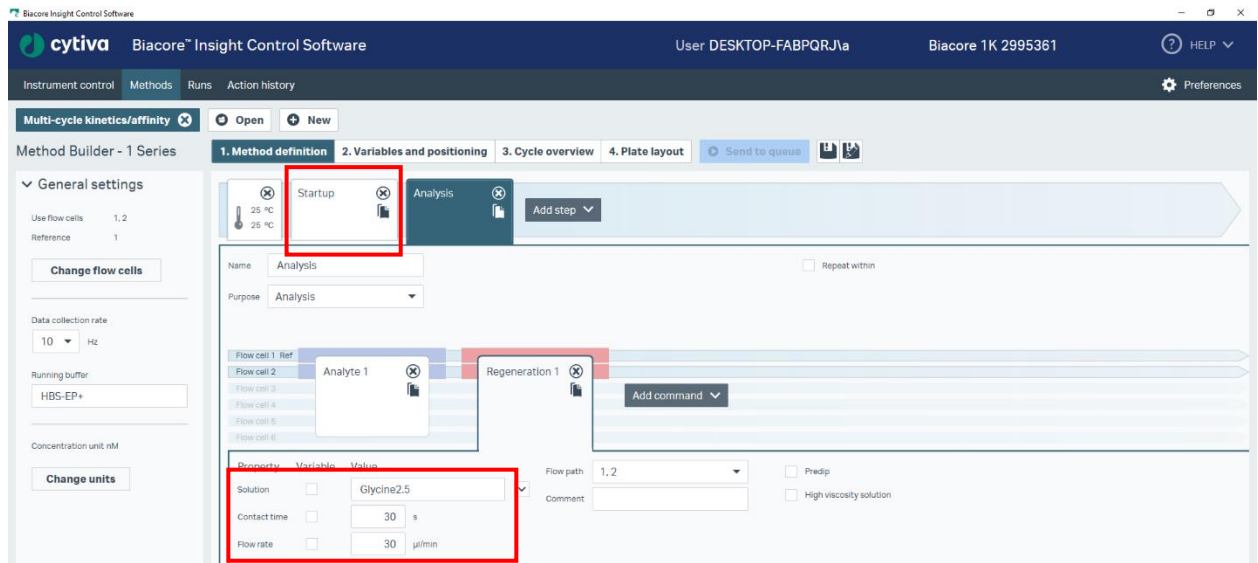 Biacore Insight Control Software
cytiva Biacore™ Insight Control Software User DESKTOP-FABPQRJ\a Biacore 1K 2995361 ? HELP
Instrument control Methods Runs Action history Preferences
Multi-cycle kinetics/affinity Open New
Method Builder - 1 Series 1. Method definition 2. Variables and positioning 3. Cycle overview 4. Plate layout Send to queue
General settings
Startup Analysis
25 °C
25 °C
Add step
Use flow cells 1, 2
Reference 1
Change flow cells
Name Analysis Repeat within
Purpose Analysis
Data collection rate
10 Hz
Running buffer
HBS-EP+
Concentration unit nM
Change units
Flow cell 1 Ref
Flow cell 2
Flow cell 3
Flow cell 4
Flow cell 5
Flow cell 6
Analyte 1 Regeneration 1
Add command
Property Variable Value
Solution Glycine2.5
Contact time 30 s
Flow rate 30 µl/min
Flow path 1, 2
Comment
Predip
High viscosity solution